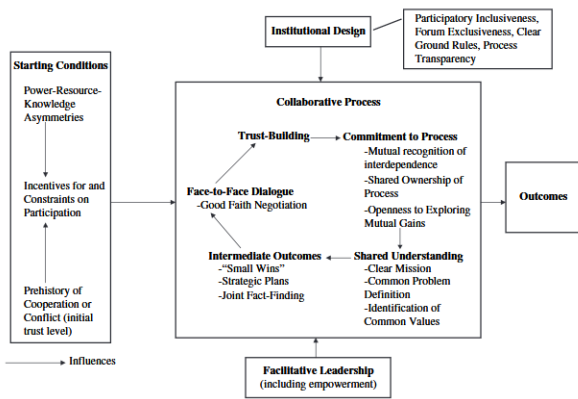 Institutional Design
Participatory Inclusiveness,
Forum Exclusiveness, Clear
Ground Rules, Process
Transparency
Starting Conditions
Power-Resource-
Knowledge
Asymmetries
Incentives for and
Constraints on
Participation
Prehistory of
Cooperation or
Conflict (initial
trust level)
Influences
Collaborative Process
Trust-Building
Commitment to Process
-Mutual recognition of
interdependence
-Shared Ownership of
Process
-Openness to Exploring
Mutual Gains
Face-to-Face Dialogue
-Good Faith Negotiation
Intermediate Outcomes
-“Small Wins”
-Strategic Plans
-Joint Fact-Finding
Shared Understanding
-Clear Mission
-Common Problem
Definition
-Identification of
Common Values
Outcomes
Facilitative Leadership
(including empowerment)